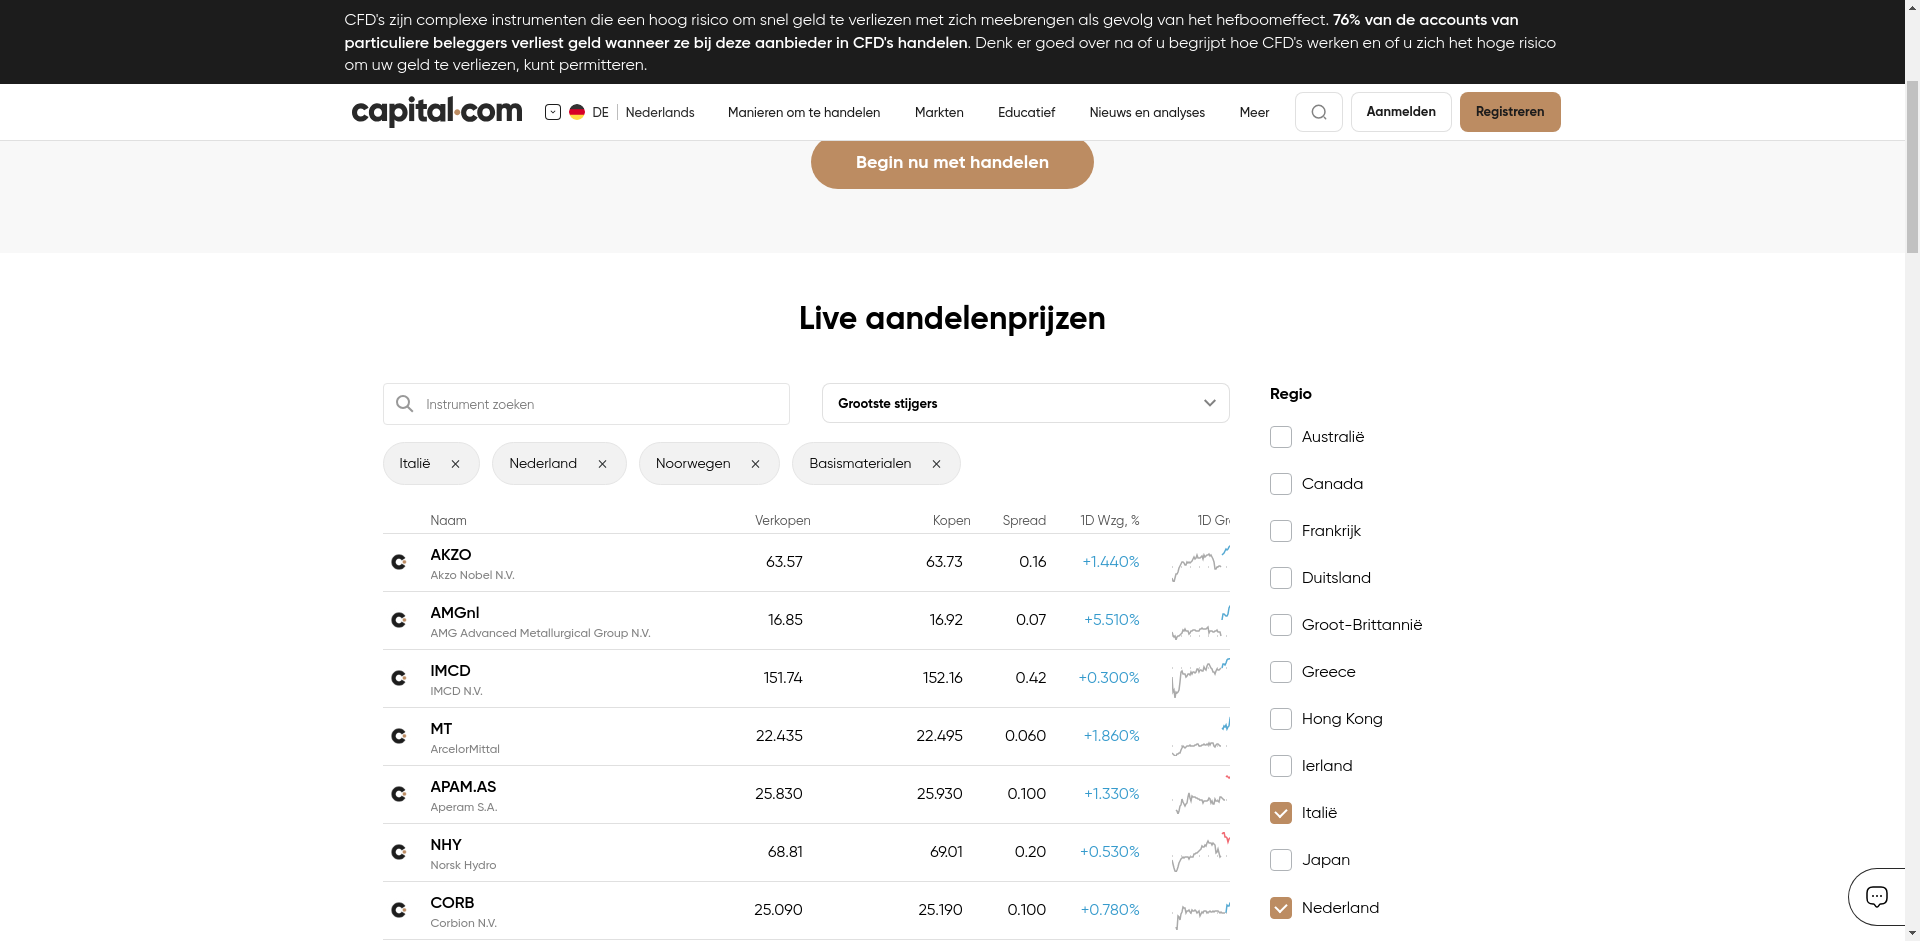 CFD's zijn complexe instrumenten die een hoog risico om snel geld te verliezen met zich meebrengen als gevolg van het hefboomeffect. 76% van de accounts van
particuliere beleggers verliest geld wanneer ze bij deze aanbieder in CFD's handelen. Denk er goed over na of u begrijpt hoe CFD's werken en of u zich het hoge risico
om uw geld te verliezen, kunt permitteren.
capital.com DE Nederlands Manieren om te handelen Markten Educatief Nieuws en analyses Meer Aanmelden Registreren
Begin nu met handelen
Live aandelenprijzen
Instrument zoeken
Grootste stijgers
Italië
Nederland
Noorwegen
Basismaterialen
Naam Verkopen Kopen Spread 1D Wzg, % 1D Gr
AKZO 63.57 63.73 0.16 +1.440%
Akzo Nobel N.V.
AMGnl 16.85 16.92 0.07 +5.510%
AMG Advanced Metallurgical Group N.V.
IMCD 151.74 152.16 0.42 +0.300%
IMCD N.V.
MT 22.435 22.495 0.060 +1.860%
ArcelorMittal
APAM.AS 25.830 25.930 0.100 +1.330%
Aperam S.A.
NHY 68.81 69.01 0.20 +0.530%
Norsk Hydro
CORB 25.090 25.190 0.100 +0.780%
Corbion N.V.
Regio
Australië
Canada
Frankrijk
Duitsland
Groot-Brittannië
Greece
Hong Kong
Ierland
Italië
Japan
Nederland